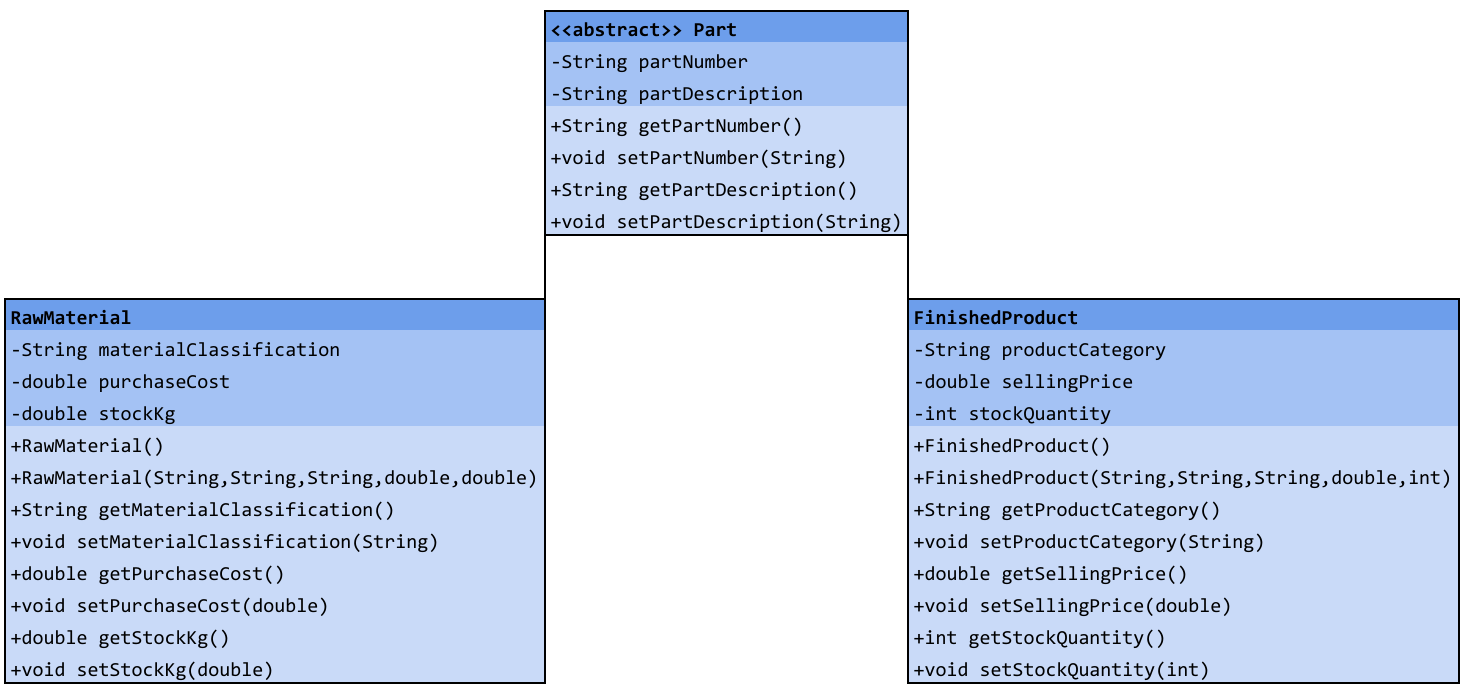 <<abstract>> Part
-String partNumber
-String partDescription
+String getPartNumber()
+void setPartNumber(String)
+String getPartDescription()
+void setPartDescription(String)
RawMaterial
-String materialClassification
-double purchaseCost
-double stockKg
+RawMaterial()
+RawMaterial(String,String,String,double,double)
+String getMaterialClassification()
+void setMaterialClassification(String)
+double getPurchaseCost()
+void setPurchaseCost(double)
+double getStockKg()
+void setStockKg(double)
FinishedProduct
-String productCategory
-double sellingPrice
-int stockQuantity
+FinishedProduct()
+FinishedProduct(String,String,String,double,int)
+String getProductCategory()
+void setProductCategory(String)
+double getSellingPrice()
+void setSellingPrice(double)
+int getStockQuantity()
+void setStockQuantity(int)